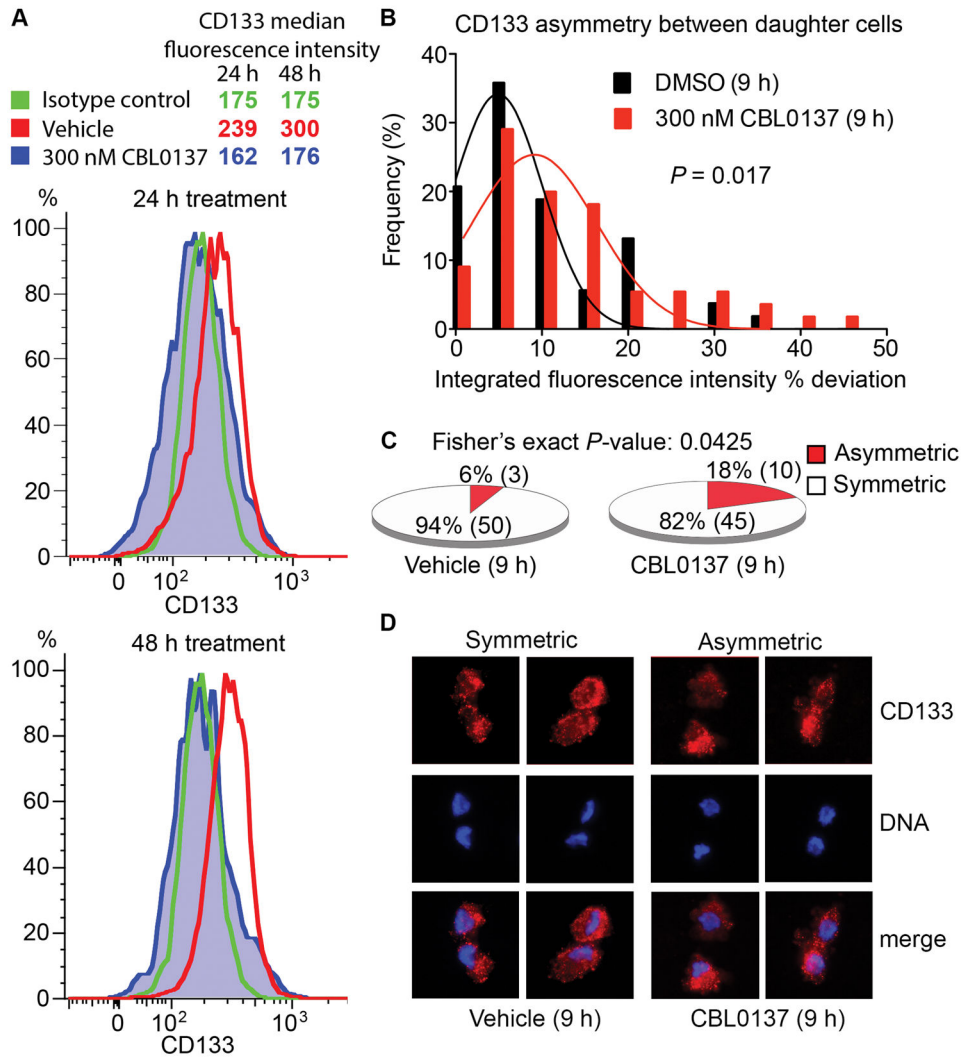 A
CD133 median
fluorescence intensity
24 h 48 h
Isotype control 175 175
Vehicle 239 300
300 nM CBL0137 162 176
% 24 h treatment
100
80
60
40
20
0
0 10² 10³
CD133
% 48 h treatment
100
80
60
40
20
0
0 10² 10³
CD133
B
CD133 asymmetry between daughter cells
DMSO (9 h)
300 nM CBL0137 (9 h)
P = 0.017
Frequency (%)
40
30
20
10
0
0 10 20 30 40 50
Integrated fluorescence intensity % deviation
C
Fisher's exact P-value: 0.0425
Asymmetric
Symmetric
6% (3)
94% (50)
Vehicle (9 h)
18% (10)
82% (45)
CBL0137 (9 h)
D
Symmetric Asymmetric
CD133
DNA
merge
Vehicle (9 h) CBL0137 (9 h)